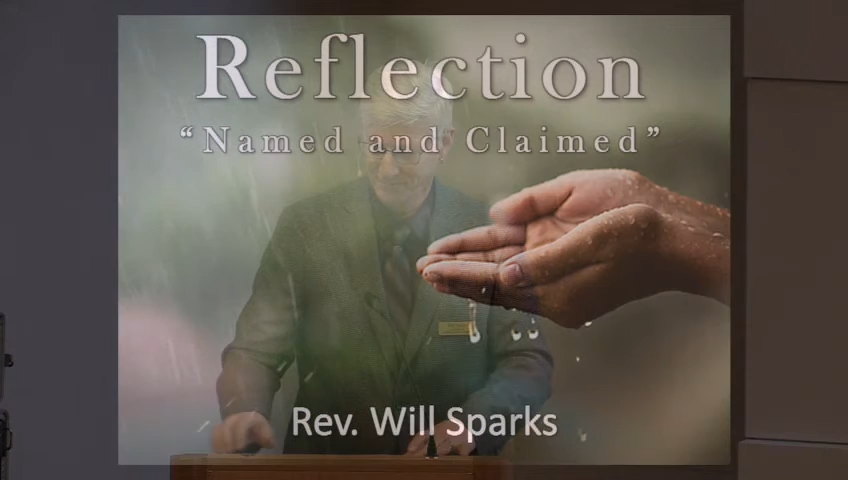 Reflection
“Named and Claimed”
Rev. Will Sparks